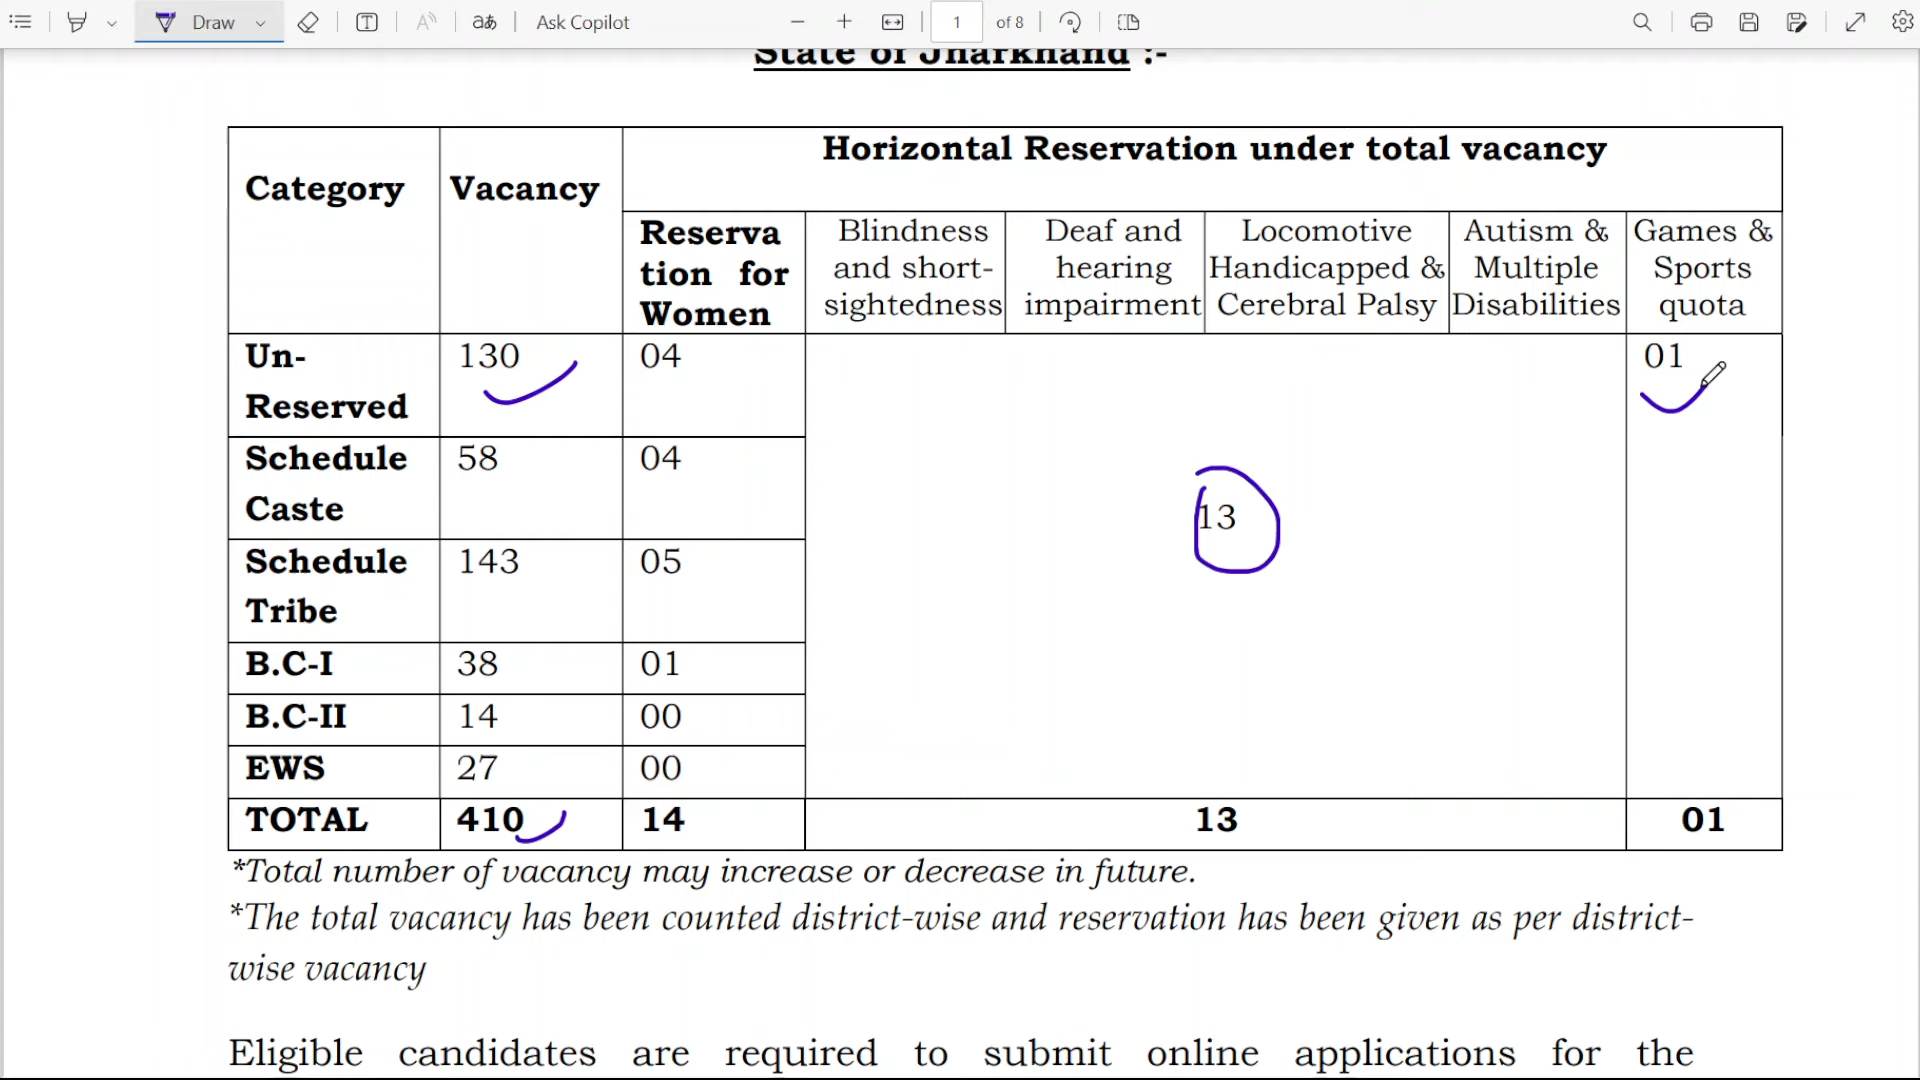 Draw
Ask Copilot
1 of 8
State of Jharkhand :-
Category
Vacancy
Horizontal Reservation under total vacancy
Reserva
tion for
Women
Blindness
and short-
sightedness
Deaf and
hearing
impairment
Locomotive
Handicapped &
Cerebral Palsy
Autism &
Multiple
Disabilities
Games &
Sports
quota
Un-
Reserved
130
04
01
Schedule
Caste
58
04
13
Schedule
Tribe
143
05
B.C-I
38
01
B.C-II
14
00
EWS
27
00
TOTAL
410
14
13
01
*Total number of vacancy may increase or decrease in future.
*The total vacancy has been counted district-wise and reservation has been given as per district-
wise vacancy
Eligible candidates are required to submit online applications for the